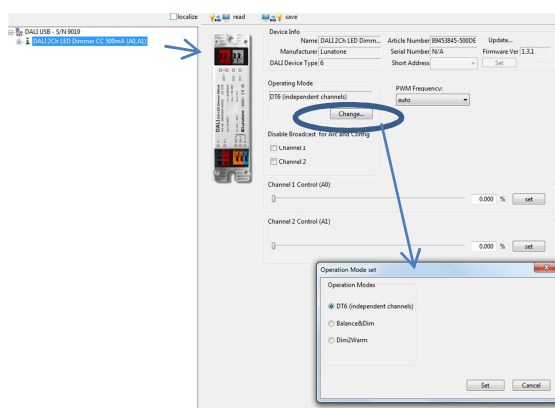 localize
read
save
DALI USB - S/N 9019
DALI 2Ch LED Dimmer CC 500mA (A0,A1)
Device Info
Name DALI 2Ch LED Dimm... Article Number 89453845-500DE Update...
Manufacturer Lunatone Serial Number N/A Firmware Ver 1.3.1
DALI Device Type 6 Short Address Set
Operating Mode
DT6 (independent channels)
Change...
PWM Frequency:
auto
Disable Broadcast for Arc and Config
Channel 1
Channel 2
Channel 1 Control (A0)
0.000 % set
Channel 2 Control (A1)
0.000 % set
Operation Mode set
Operation Modes
DT6 (independent channels)
Balance&Dim
Dim2Warm
Set Cancel
DALI
Lunatone